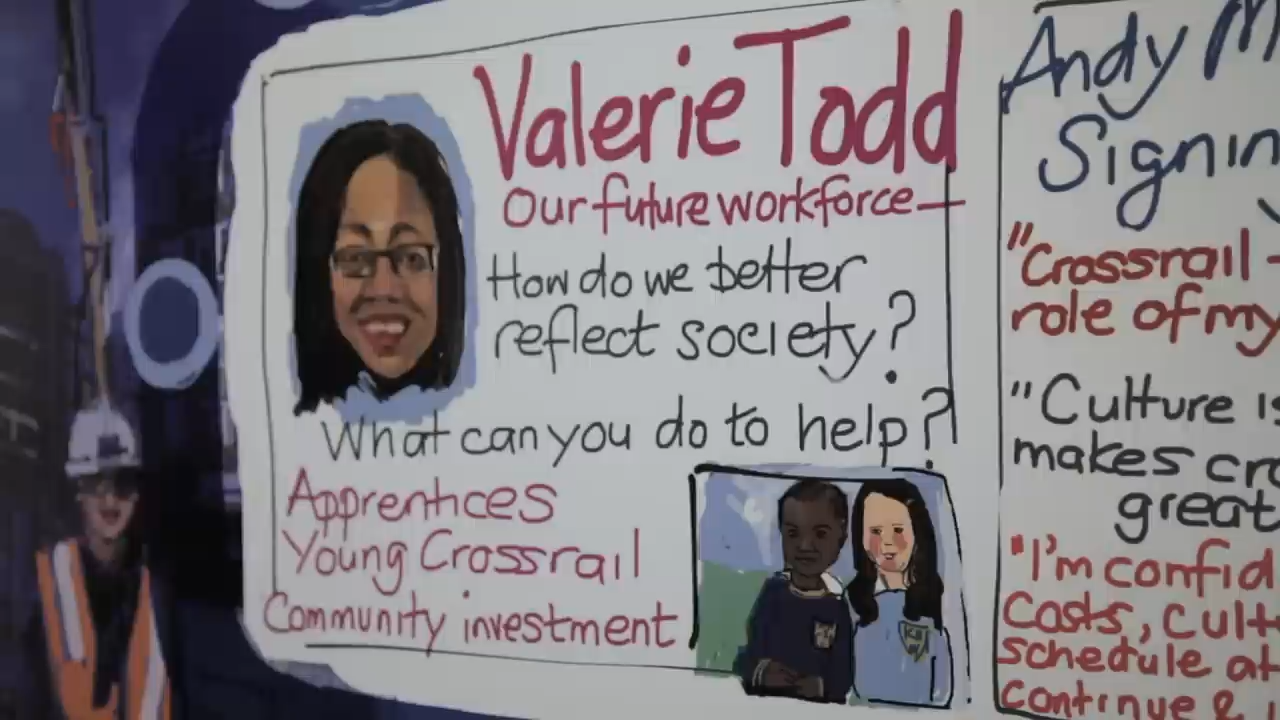 Valerie Todd
Our future workforce—
How do we better
reflect society?
What can you do to help?
Apprentices
Young Crossrail
Community investment
Andy
Signin
"Crossrail -
role of my
"Culture is
makes cro
great
"I'm confid
Costs, cult
schedule at
continue &